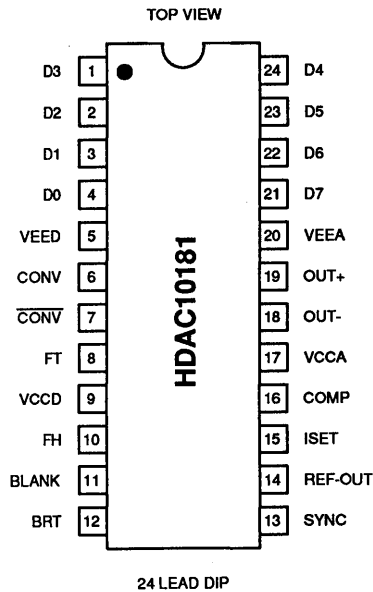 TOP VIEW
D3 1 24 D4
D2 2 23 D5
D1 3 22 D6
D0 4 21 D7
VEED 5 20 VEEA
CONV 6 19 OUT+
C̅O̅N̅V̅ 7 18 OUT-
FT 8 17 VCCA
VCCD 9 16 COMP
FH 10 15 ISET
BLANK 11 14 REF-OUT
BRT 12 13 SYNC
HDAC10181
24 LEAD DIP